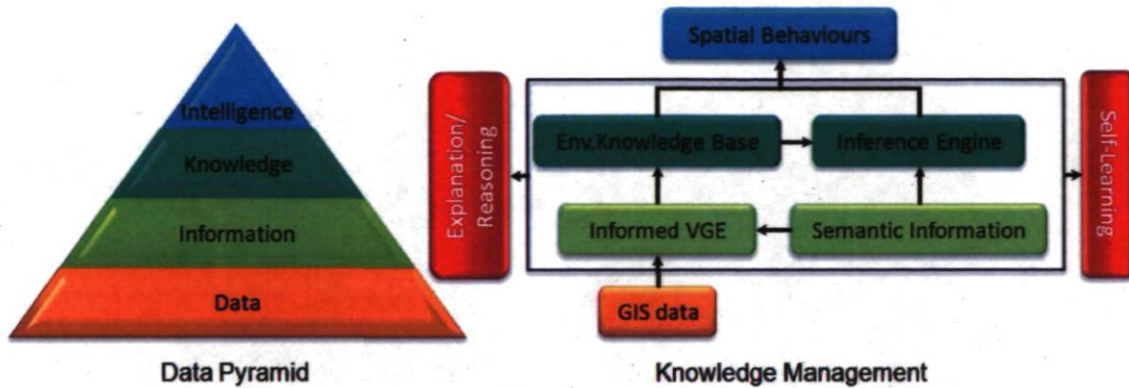 Intelligence
Knowledge
Information
Data
Data Pyramid
Spatial Behaviours
Explanation/
Reasoning
Env.Knowledge Base
Inference Engine
Informed VGE
Semantic Information
Self-Learning
GIS data
Knowledge Management